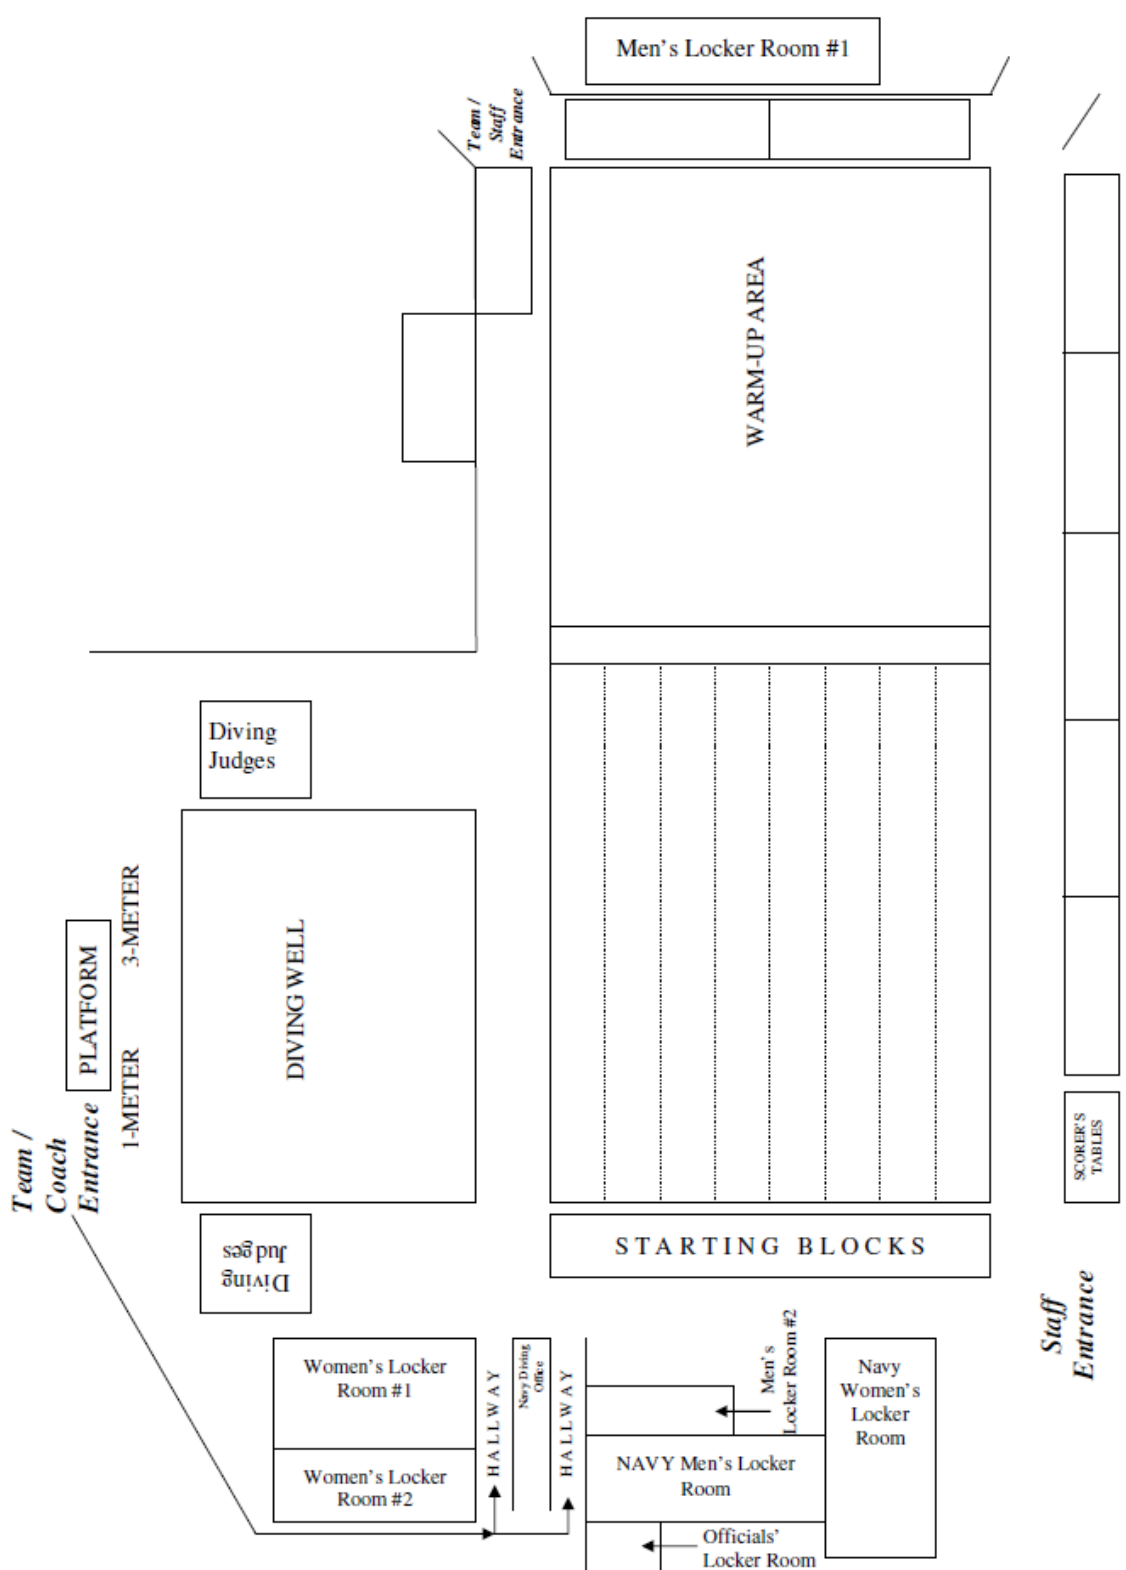 Men's Locker Room #1
Team /
Staff
Entrance
WARM-UP AREA
Diving
Judges
3-METER
PLATFORM
DIVING WELL
1-METER
Team /
Coach
Entrance
SCORER'S
TABLES
Diving
Judges
STARTING BLOCKS
Staff
Entrance
Women's Locker
Room #1
HALLWAY
Navy Diving
Office
HALLWAY
Men's
Locker Room #2
Navy
Women's
Locker
Room
Women's Locker
Room #2
NAVY Men's Locker
Room
Officials'
Locker Room